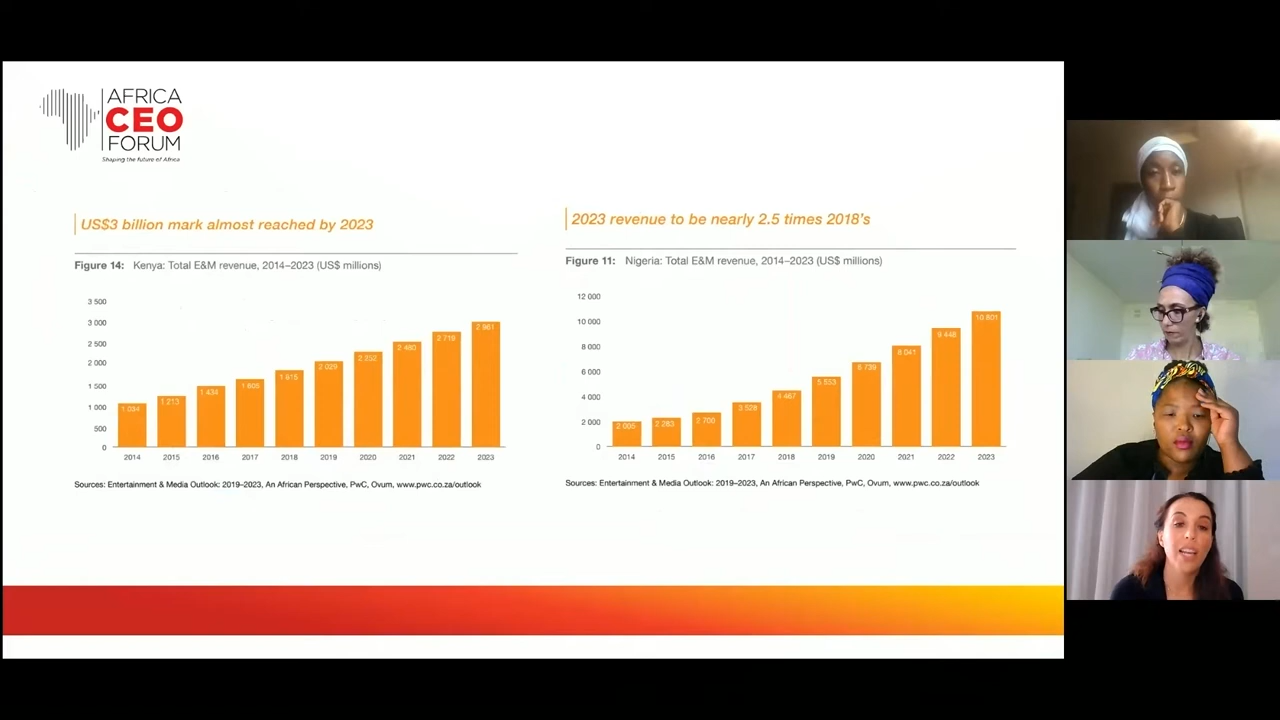 AFRICA
CEO
FORUM
Shaping the future of Africa
US$3 billion mark almost reached by 2023
Figure 14: Kenya: Total E&M revenue, 2014–2023 (US$ millions)
3 500
3 000
2 500
2 000
1 500
1 000
500
0
1 034
1 213
1 434
1 605
1 815
2 029
2 252
2 480
2 719
2 961
2014 2015 2016 2017 2018 2019 2020 2021 2022 2023
Sources: Entertainment & Media Outlook: 2019–2023, An African Perspective, PwC, Ovum, www.pwc.co.za/outlook
2023 revenue to be nearly 2.5 times 2018's
Figure 11: Nigeria: Total E&M revenue, 2014–2023 (US$ millions)
12 000
10 000
8 000
6 000
4 000
2 000
0
2 005
2 263
2 700
3 528
4 467
5 553
6 739
8 041
9 448
10 801
2014 2015 2016 2017 2018 2019 2020 2021 2022 2023
Sources: Entertainment & Media Outlook: 2019–2023, An African Perspective, PwC, Ovum, www.pwc.co.za/outlook